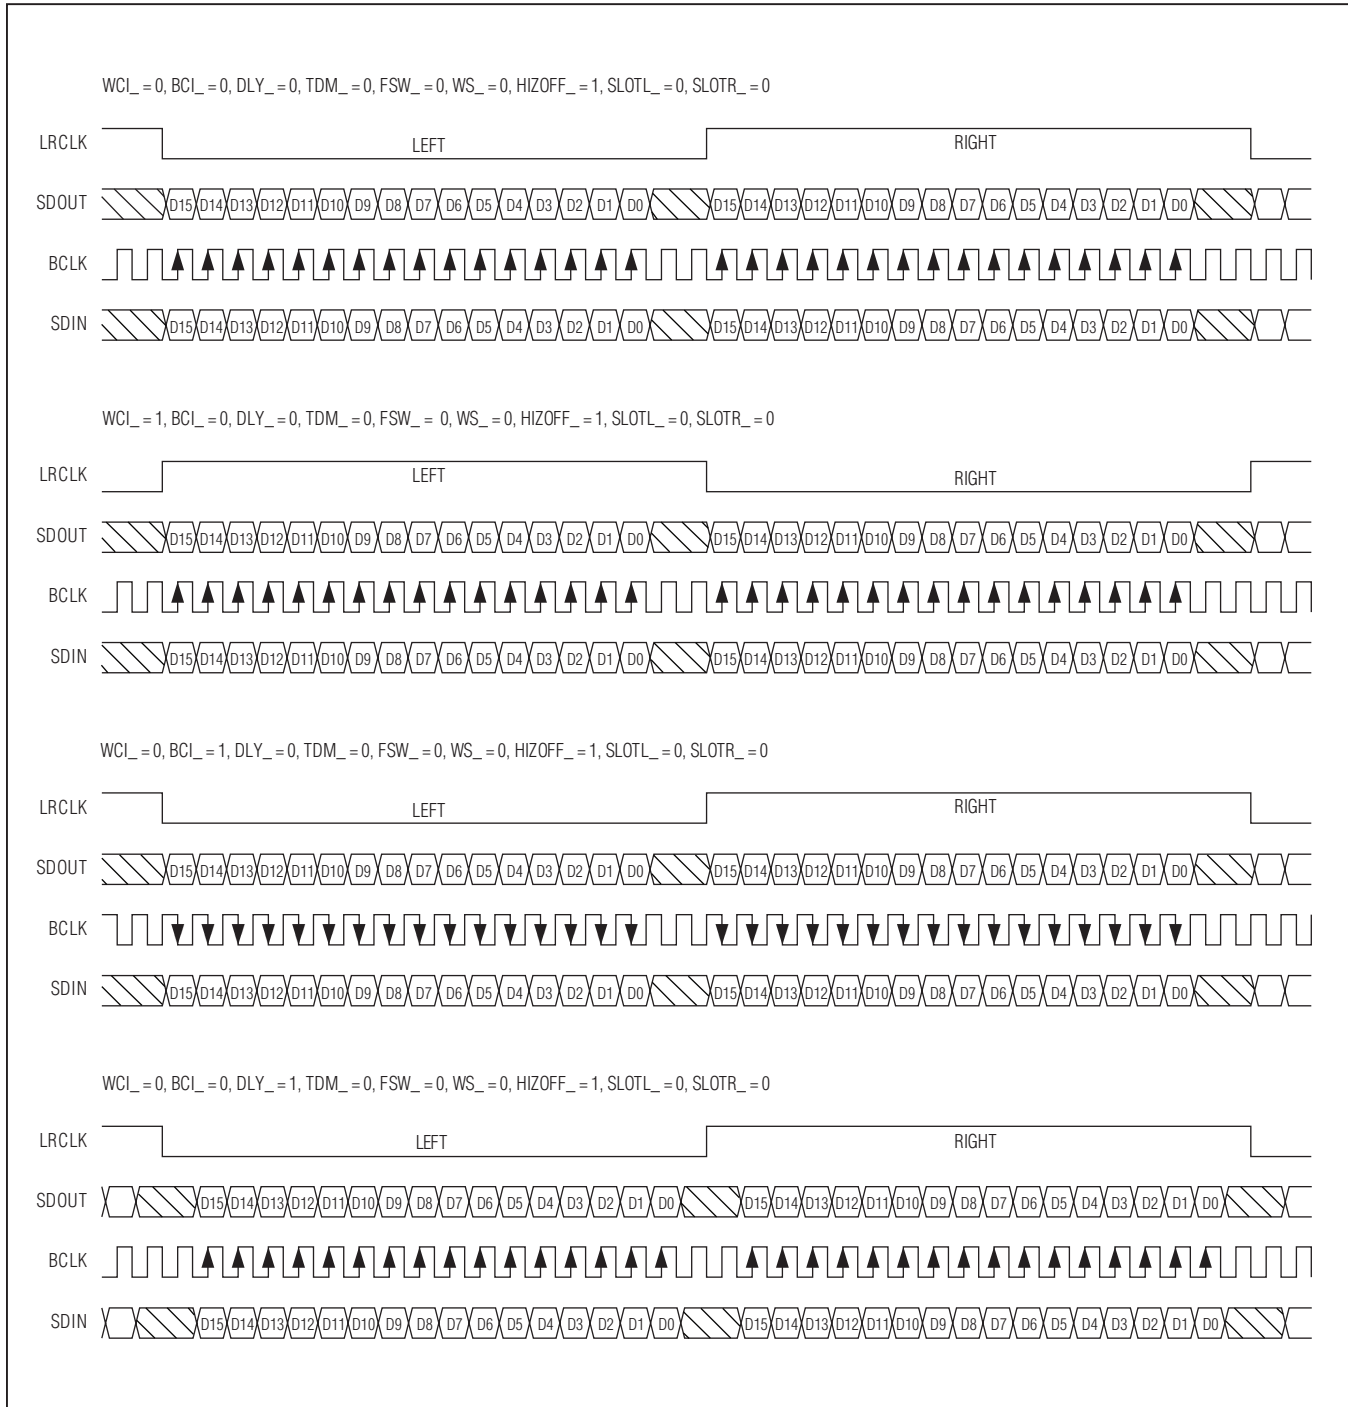 WCI_ = 0, BCI_ = 0, DLY_ = 0, TDM_ = 0, FSW_ = 0, WS_ = 0, HIZOFF_ = 1, SLOTL_ = 0, SLOTR_ = 0
LRCLK LEFT RIGHT
SDOUT D15 D14 D13 D12 D11 D10 D9 D8 D7 D6 D5 D4 D3 D2 D1 D0 D15 D14 D13 D12 D11 D10 D9 D8 D7 D6 D5 D4 D3 D2 D1 D0
BCLK
SDIN D15 D14 D13 D12 D11 D10 D9 D8 D7 D6 D5 D4 D3 D2 D1 D0 D15 D14 D13 D12 D11 D10 D9 D8 D7 D6 D5 D4 D3 D2 D1 D0
WCI_ = 1, BCI_ = 0, DLY_ = 0, TDM_ = 0, FSW_ = 0, WS_ = 0, HIZOFF_ = 1, SLOTL_ = 0, SLOTR_ = 0
LRCLK LEFT RIGHT
SDOUT D15 D14 D13 D12 D11 D10 D9 D8 D7 D6 D5 D4 D3 D2 D1 D0 D15 D14 D13 D12 D11 D10 D9 D8 D7 D6 D5 D4 D3 D2 D1 D0
BCLK
SDIN D15 D14 D13 D12 D11 D10 D9 D8 D7 D6 D5 D4 D3 D2 D1 D0 D15 D14 D13 D12 D11 D10 D9 D8 D7 D6 D5 D4 D3 D2 D1 D0
WCI_ = 0, BCI_ = 1, DLY_ = 0, TDM_ = 0, FSW_ = 0, WS_ = 0, HIZOFF_ = 1, SLOTL_ = 0, SLOTR_ = 0
LRCLK LEFT RIGHT
SDOUT D15 D14 D13 D12 D11 D10 D9 D8 D7 D6 D5 D4 D3 D2 D1 D0 D15 D14 D13 D12 D11 D10 D9 D8 D7 D6 D5 D4 D3 D2 D1 D0
BCLK
SDIN D15 D14 D13 D12 D11 D10 D9 D8 D7 D6 D5 D4 D3 D2 D1 D0 D15 D14 D13 D12 D11 D10 D9 D8 D7 D6 D5 D4 D3 D2 D1 D0
WCI_ = 0, BCI_ = 0, DLY_ = 1, TDM_ = 0, FSW_ = 0, WS_ = 0, HIZOFF_ = 1, SLOTL_ = 0, SLOTR_ = 0
LRCLK LEFT RIGHT
SDOUT D15 D14 D13 D12 D11 D10 D9 D8 D7 D6 D5 D4 D3 D2 D1 D0 D15 D14 D13 D12 D11 D10 D9 D8 D7 D6 D5 D4 D3 D2 D1 D0
BCLK
SDIN D15 D14 D13 D12 D11 D10 D9 D8 D7 D6 D5 D4 D3 D2 D1 D0 D15 D14 D13 D12 D11 D10 D9 D8 D7 D6 D5 D4 D3 D2 D1 D0